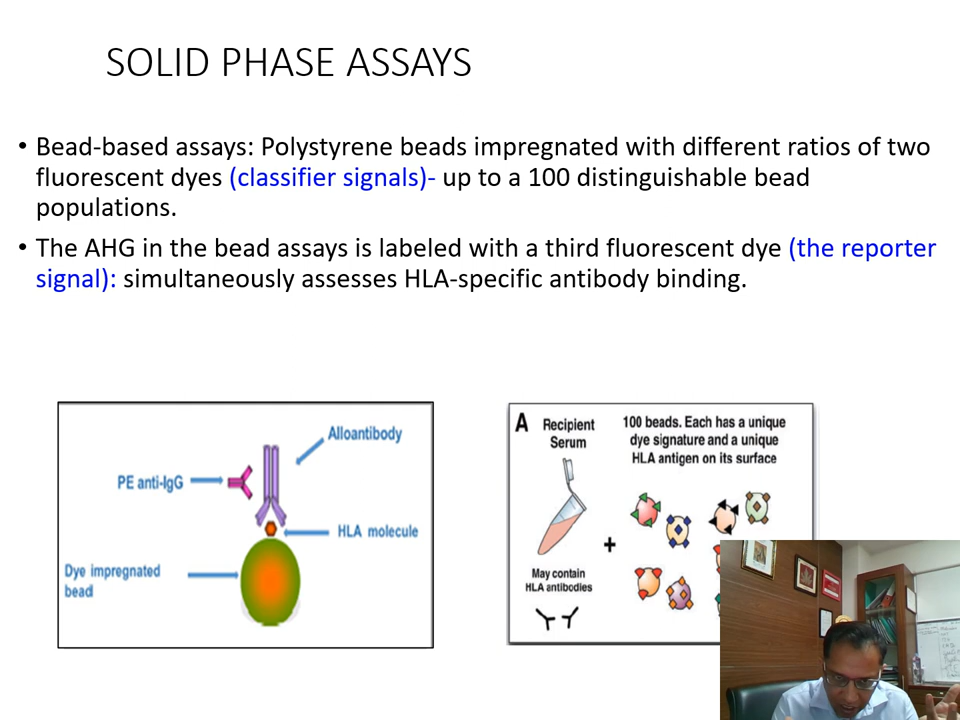 SOLID PHASE ASSAYS
• Bead-based assays: Polystyrene beads impregnated with different ratios of two
fluorescent dyes (classifier signals)- up to a 100 distinguishable bead
populations.
• The AHG in the bead assays is labeled with a third fluorescent dye (the reporter
signal): simultaneously assesses HLA-specific antibody binding.
Alloantibody
PE anti-IgG
HLA molecule
Dye impregnated
bead
A
Recipient
Serum
100 beads. Each has a unique
dye signature and a unique
HLA antigen on its surface
+
May contain
HLA antibodies